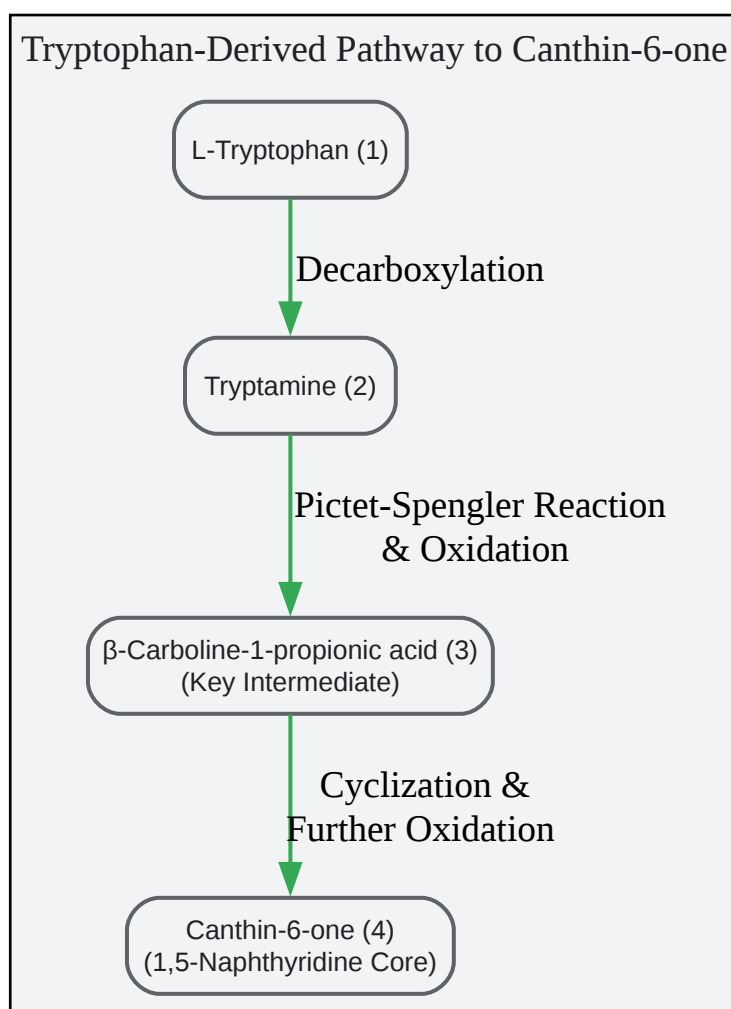 Tryptophan-Derived Pathway to Canthin-6-one
L-Tryptophan (1)
Decarboxylation
Tryptamine (2)
Pictet-Spengler Reaction
& Oxidation
β-Carboline-1-propionic acid (3)
(Key Intermediate)
Cyclization &
Further Oxidation
Canthin-6-one (4)
(1,5-Naphthyridine Core)